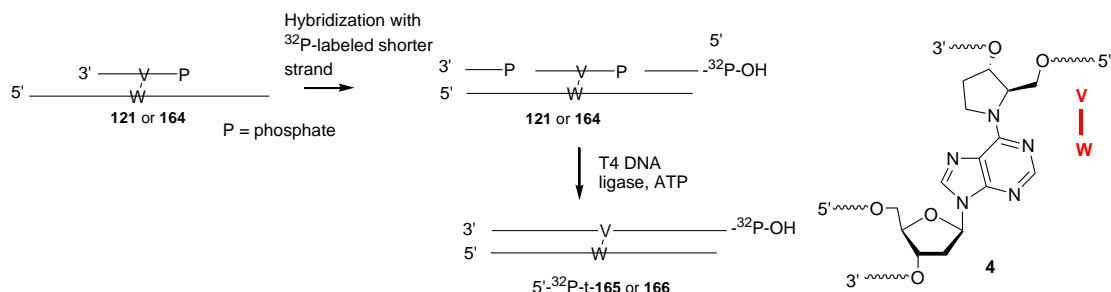 Hybridization with
³²P-labeled shorter
strand
3'
V
P
5'
W
121 or 164
P = phosphate
5'
P
V
P
-³²P-OH
3'
5'
W
121 or 164
T4 DNA
ligase, ATP
3'
V
-³²P-OH
5'
W
5'-³²P-t-165 or 166
3'
O
O
5'
N
V
W
N
N
N
N
5'
O
O
N
3'
O
4